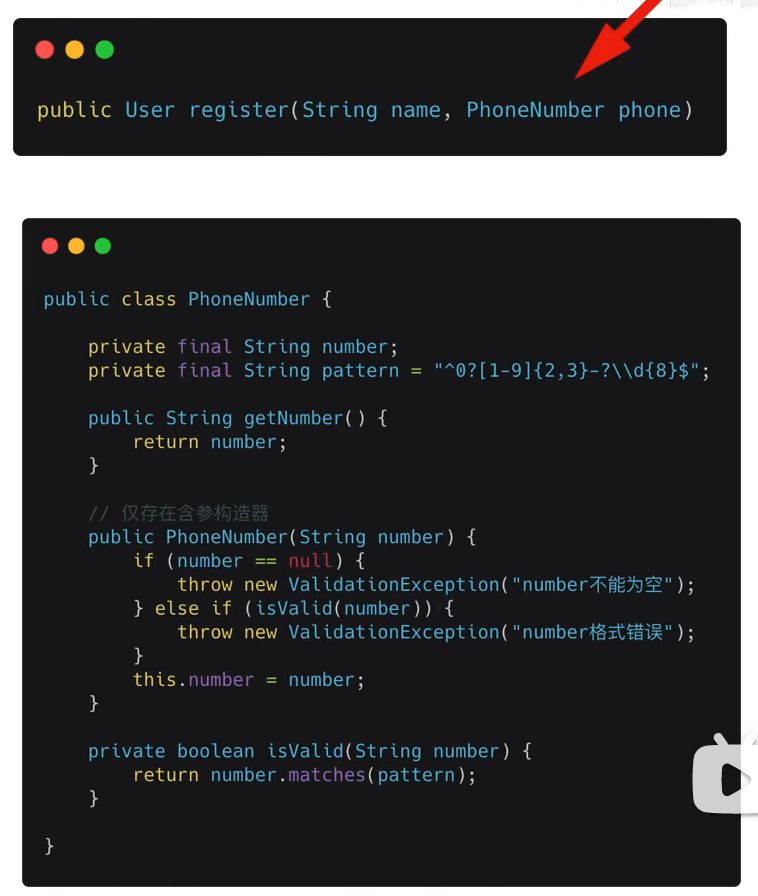 public User register(String name, PhoneNumber phone)
public class PhoneNumber {
private final String number;
private final String pattern = "^0?[1-9]{2,3}-?\\d{8}$";
public String getNumber() {
return number;
}
// 仅存在含参构造器
public PhoneNumber(String number) {
if (number == null) {
throw new ValidationException("number不能为空");
} else if (isValid(number)) {
throw new ValidationException("number格式错误");
}
this.number = number;
}
private boolean isValid(String number) {
return number.matches(pattern);
}
}